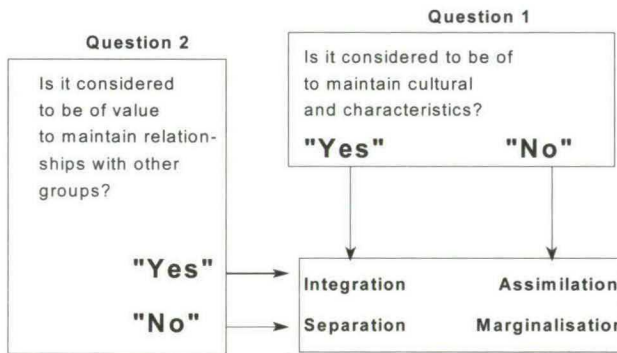 Question 1
Question 2
Is it considered to be of
to maintain cultural
and characteristics?
"Yes" "No"
Is it considered
to be of value
to maintain relation-
ships with other
groups?
"Yes"
"No"
Integration Assimilation
Separation Marginalisation